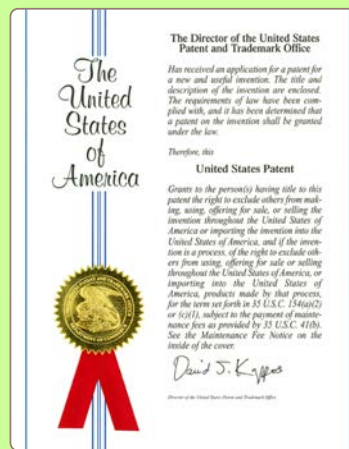 The
United
States
of
America
The Director of the United States
Patent and Trademark Office
Has received an application for a patent for
a new and useful invention. The title and
description of the invention are enclosed.
The requirements of law have been com-
plied with, and it has been determined that
a patent on the invention shall be granted
under the law.
Therefore, this
United States Patent
Grants to the person(s) having title to this
patent the right to exclude others from mak-
ing, using, offering for sale, or selling the
invention throughout the United States of
America or importing the invention into the
United States of America, and if the inven-
tion is a process, of the right to exclude oth-
ers from using, offering for sale or selling
throughout the United States of America, or
importing into the United States of
America, products made by that process,
for the term set forth in 35 U.S.C. 154(a)(2)
or (c)(1), subject to the payment of mainte-
nance fees as provided by 35 U.S.C. 41(b).
See the Maintenance Fee Notice on the
inside of the cover.
David J. Kappos
Director of the United States Patent and Trademark Office